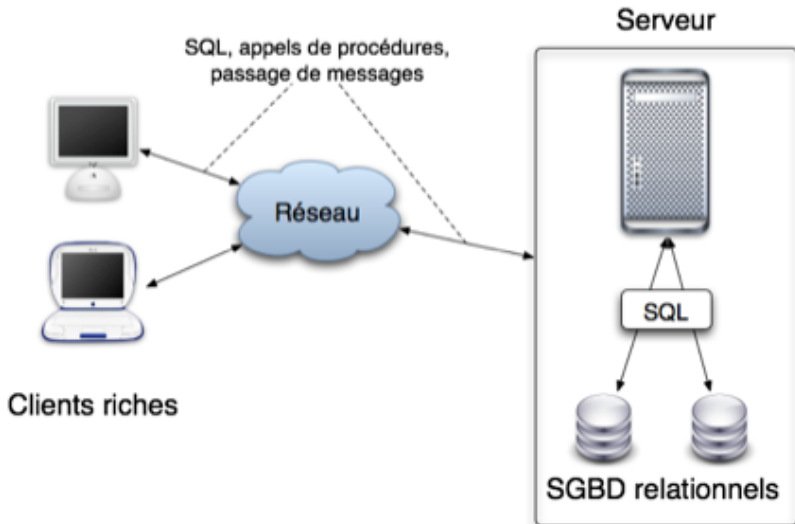 Serveur
SQL, appels de procédures,
passage de messages
Réseau
SQL
Clients riches
SGBD relationnels